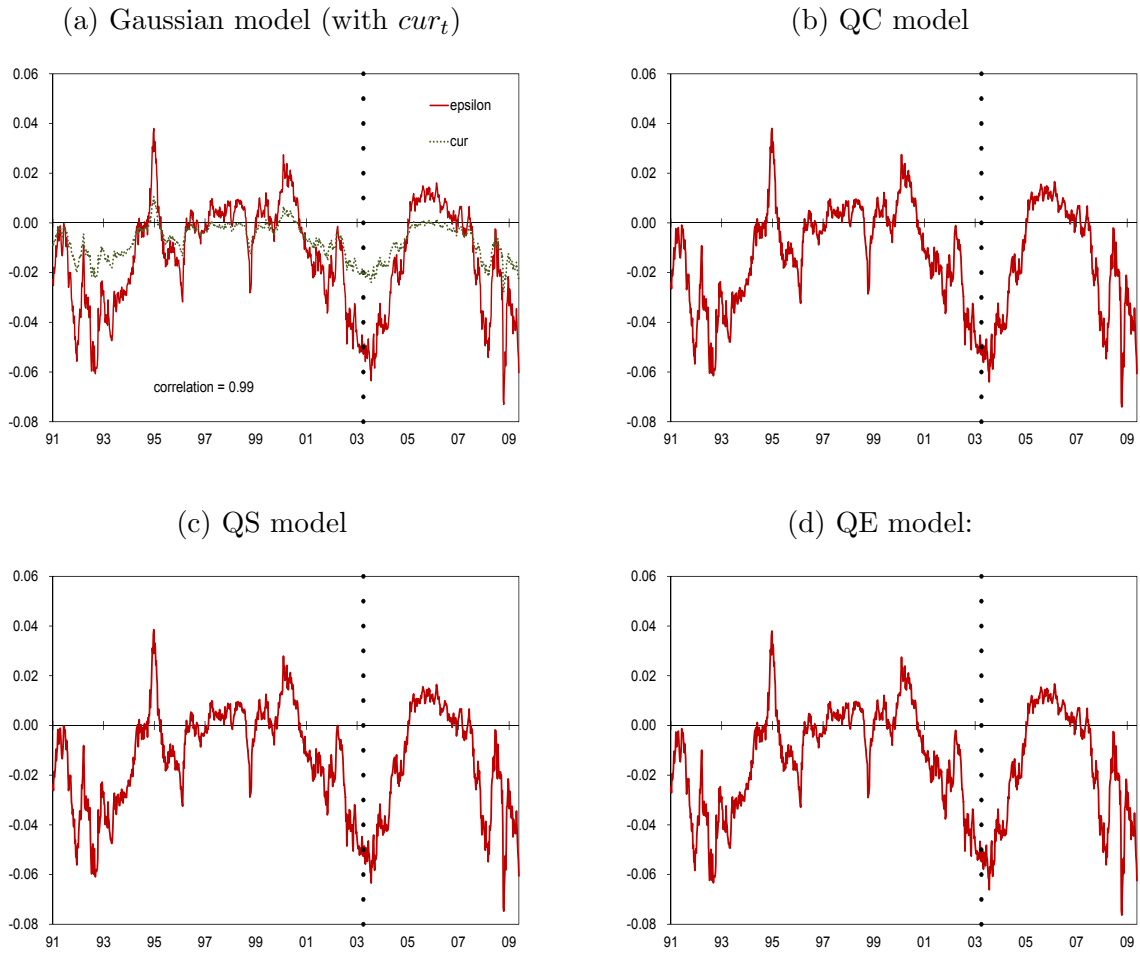 (a) Gaussian model (with cur_t)
0.06
0.04
0.02
0.00
-0.02
-0.04
-0.06
-0.08
epsilon
cur
correlation = 0.99
91 93 95 97 99 01 03 05 07 09
(b) QC model
0.06
0.04
0.02
0.00
-0.02
-0.04
-0.06
-0.08
91 93 95 97 99 01 03 05 07 09
(c) QS model
0.06
0.04
0.02
0.00
-0.02
-0.04
-0.06
-0.08
91 93 95 97 99 01 03 05 07 09
(d) QE model:
0.06
0.04
0.02
0.00
-0.02
-0.04
-0.06
-0.08
91 93 95 97 99 01 03 05 07 09